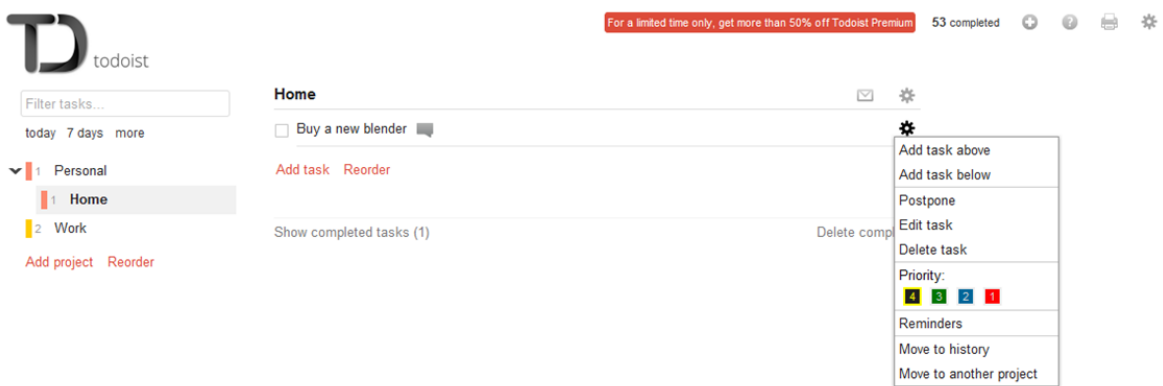 For a limited time only, get more than 50% off Todoist Premium 53 completed
TD todoist
Filter tasks...
today 7 days more
1 Personal
1 Home
2 Work
Add project Reorder
Home
Buy a new blender
Add task Reorder
Show completed tasks (1) Delete compl
Add task above
Add task below
Postpone
Edit task
Delete task
Priority:
4 3 2 1
Reminders
Move to history
Move to another project